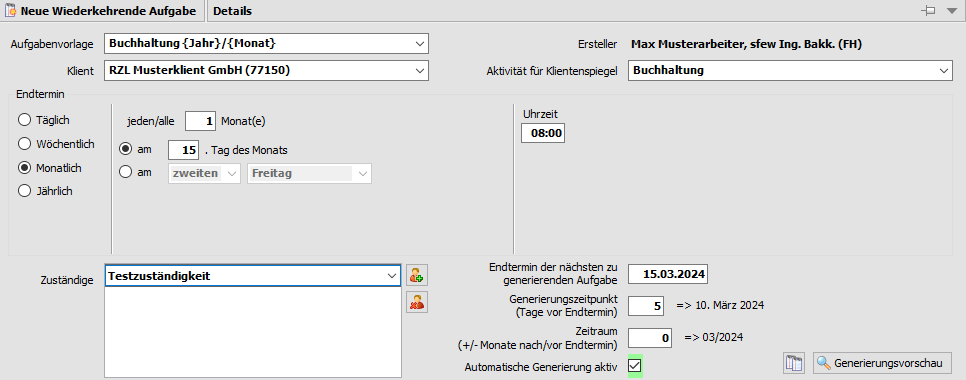 Neue Wiederkehrende Aufgabe Details
Aufgabenvorlage Buchhaltung {Jahr}/{Monat} Ersteller Max Musterarbeiter, sfew Ing. Bakk. (FH)
Klient RZL Musterklient GmbH (77150) Aktivität für Klientenspiegel Buchhaltung
Endtermin
Täglich jeden/alle 1 Monat(e) Uhrzeit
08:00
Wöchentlich am 15 . Tag des Monats
Monatlich am zweiten Freitag
Jährlich
Zuständige Testzuständigkeit
Endtermin der nächsten zu
generierenden Aufgabe 15.03.2024
Generierungszeitpunkt
(Tage vor Endtermin) 5 => 10. März 2024
Zeitraum
(+/- Monate nach/vor Endtermin) 0 => 03/2024
Automatische Generierung aktiv Generierungsvorschau